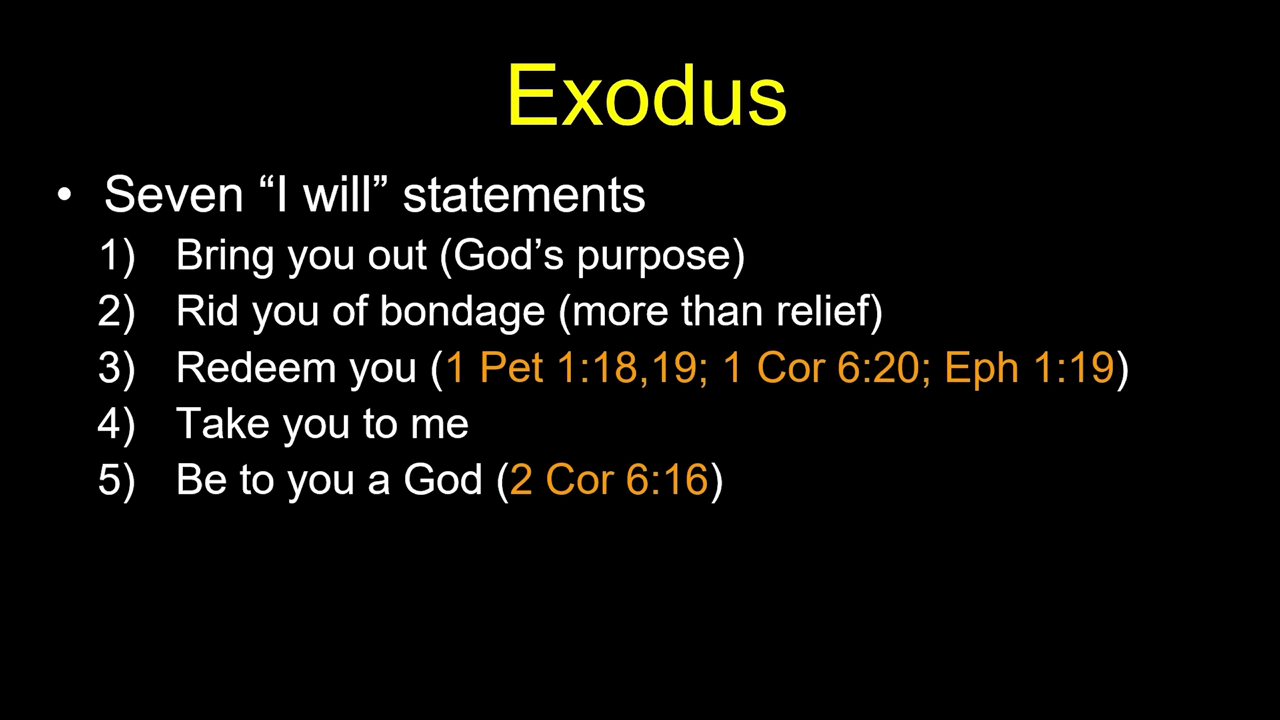 Exodus
• Seven “I will” statements
1) Bring you out (God’s purpose)
2) Rid you of bondage (more than relief)
3) Redeem you (1 Pet 1:18,19; 1 Cor 6:20; Eph 1:19)
4) Take you to me
5) Be to you a God (2 Cor 6:16)